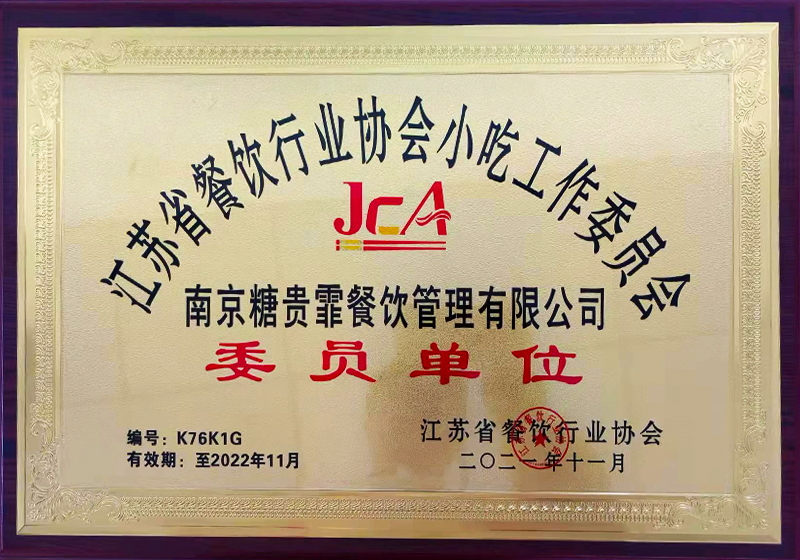 江苏省餐饮行业协会小吃工作委员会
JCA
南京糖贵霏餐饮管理有限公司
委员单位
编号：K76K1G
有效期：至2022年11月
江苏省餐饮行业协会
二〇二一年十一月